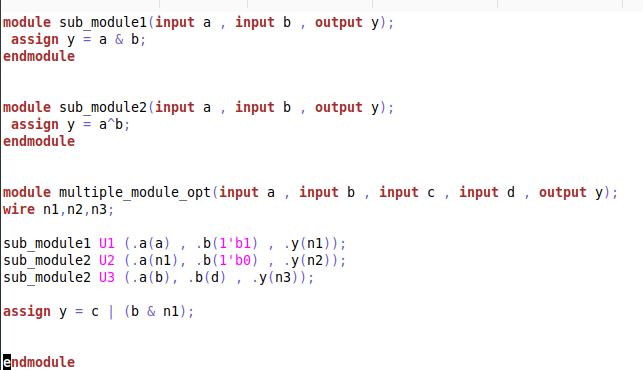 module sub_module1(input a , input b , output y);
 assign y = a & b;
endmodule
module sub_module2(input a , input b , output y);
 assign y = a^b;
endmodule
module multiple_module_opt(input a , input b , input c , input d , output y);
wire n1,n2,n3;
sub_module1 U1 (.a(a) , .b(1'b1) , .y(n1));
sub_module2 U2 (.a(n1), .b(1'b0) , .y(n2));
sub_module2 U3 (.a(b), .b(d) , .y(n3));
assign y = c | (b & n1);
endmodule